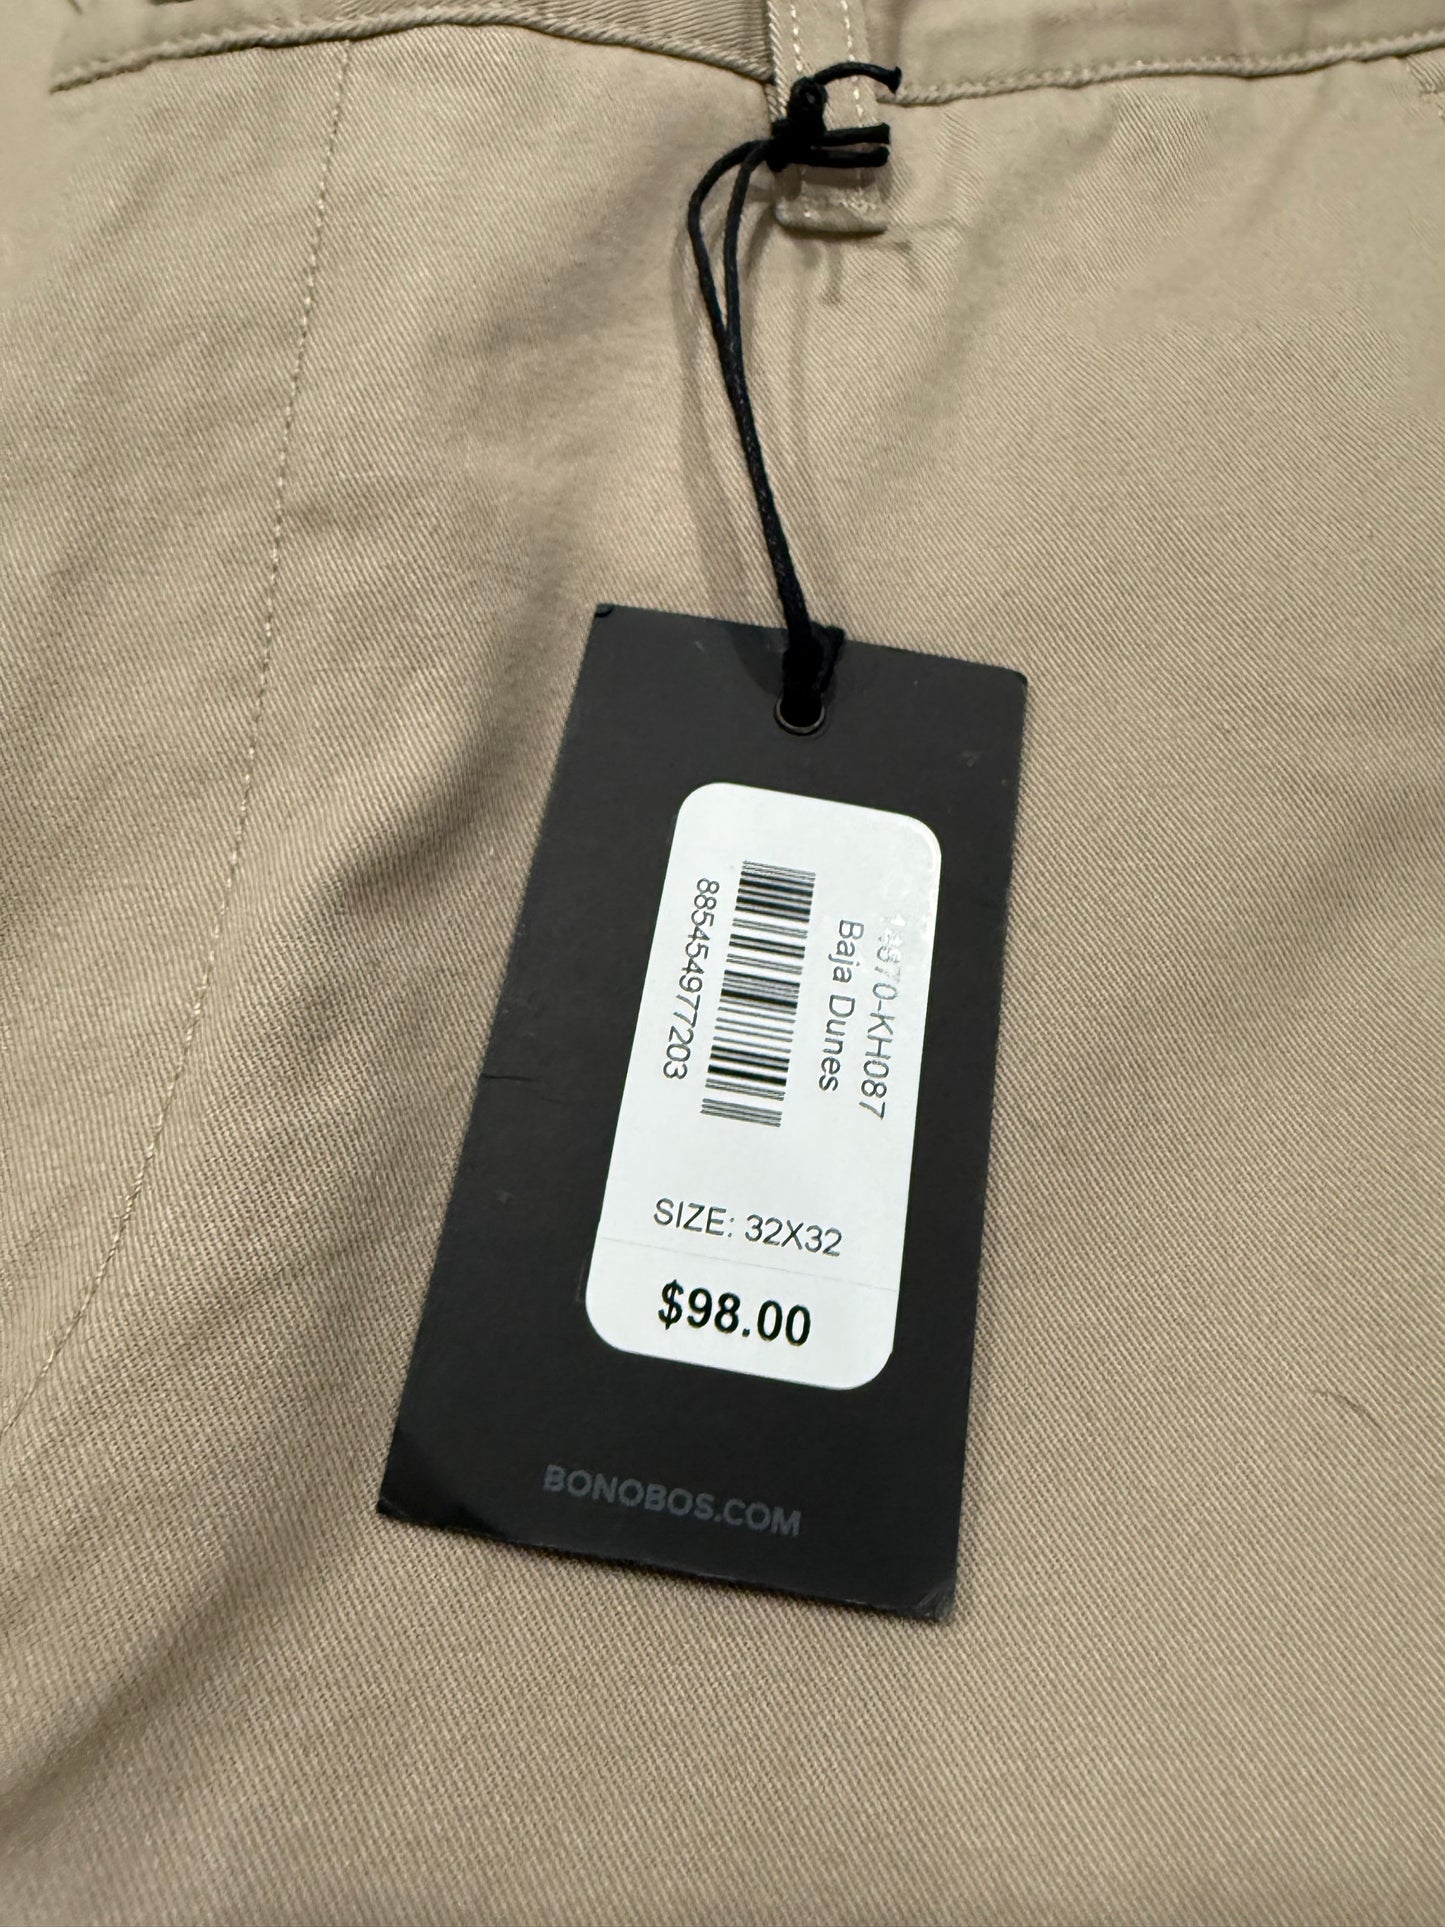 Baja Dunes
885454977203
SIZE: 32X32
$98.00
BONOBOS.COM